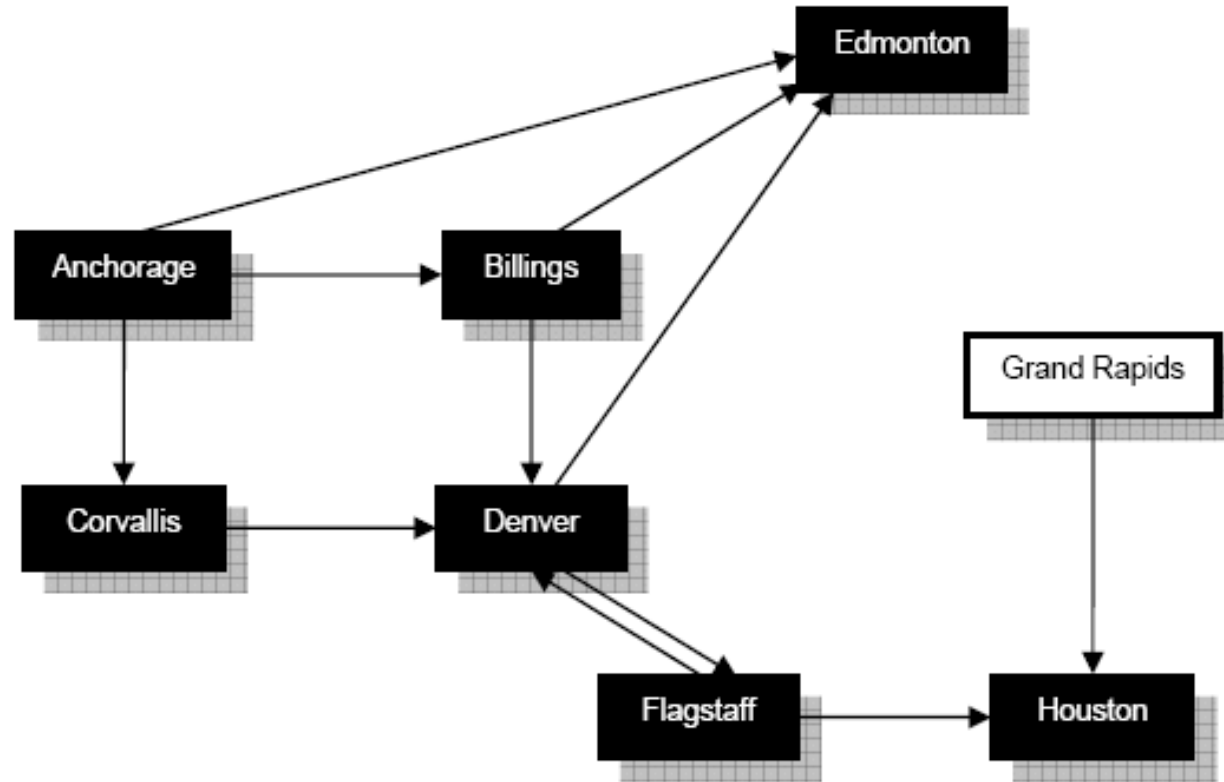 Edmonton
Anchorage
Billings
Grand Rapids
Corvallis
Denver
Flagstaff
Houston